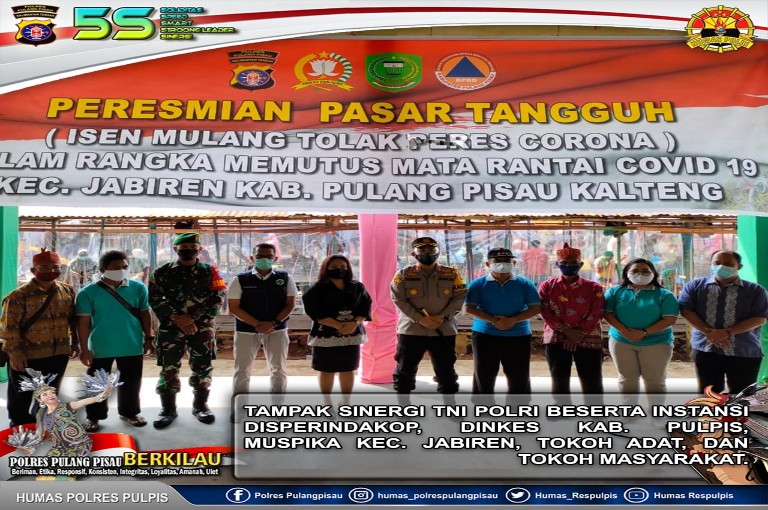 5S
SOLIDITAS
SPEED
SMART
STROONG LEADER
SINERGI
PERESMIAN PASAR TANGGUH
( ISEN MULANG TOLAK PERES CORONA )
LAM RANGKA MEMUTUS MATA RANTAI COVID 19
KEC. JABIREN KAB. PULANG PISAU KALTENG
TAMPAK SINERGI TNI POLRI BESERTA INSTANSI
DISPERINDAKOP, DINKES KAB. PULPIS,
MUSPIKA KEC. JABIREN, TOKOH ADAT, DAN
TOKOH MASYARAKAT.
POLRES PULANG PISAU BERKILAU
Beriman, Etika, Responsif, Konsisten, Integritas, Loyalitas, Amanah, Ulet
HUMAS POLRES PULPIS
Polres Pulangpisau
humas_polrespulangpisau
Humas_Respulpis
Humas Respulpis